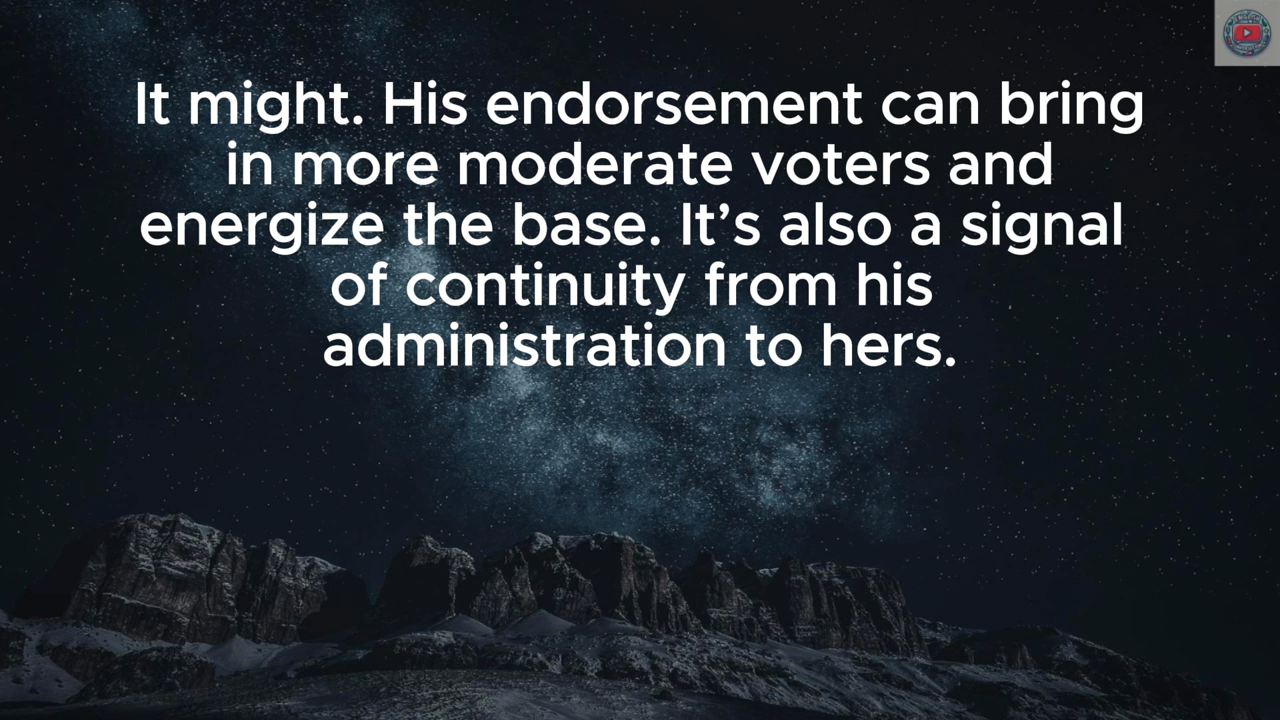 It might. His endorsement can bring
in more moderate voters and
energize the base. It’s also a signal
of continuity from his
administration to hers.